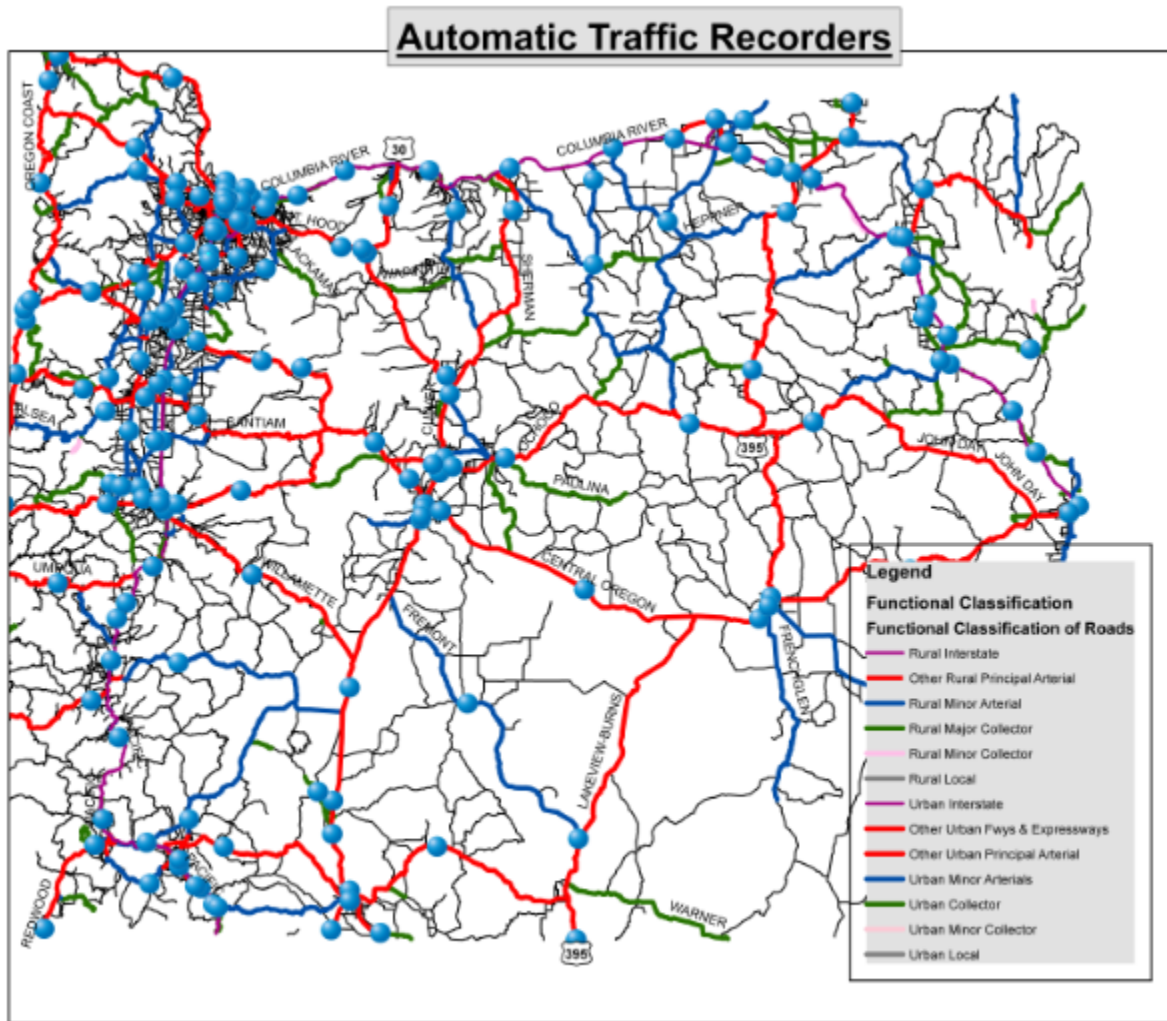 Automatic Traffic Recorders
OREGON COAST
COLUMBIA RIVER
30
COLUMBIA RIVER
HEPPNER
SHERMAN
SANTIAM
OCHOCO
395
JOHN DAY
JOHN DAY
PAULINA
CENTRAL OREGON
UMPQUA
WILLAMETTE
FREMONT
FRENCHGLEN
LAKEVIEW-BURNS
REDWOOD
WARNER
395
Legend
Functional Classification
Functional Classification of Roads
Rural Interstate
Other Rural Principal Arterial
Rural Minor Arterial
Rural Major Collector
Rural Minor Collector
Rural Local
Urban Interstate
Other Urban Fwys & Expressways
Other Urban Principal Arterial
Urban Minor Arterials
Urban Collector
Urban Minor Collector
Urban Local